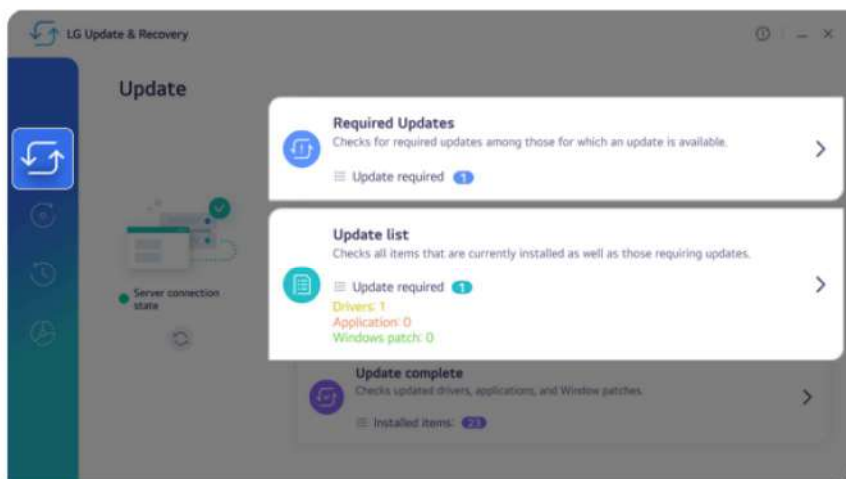 LG Update & Recovery
Update
Required Updates
Checks for required updates among those for which an update is available.
Update required 1
Update list
Checks all items that are currently installed as well as those requiring updates.
Update required 1
Drivers: 1
Application: 0
Windows patch: 0
Server connection
state
Update complete
Checks updated drivers, applications, and Window patches.
Installed items: 23